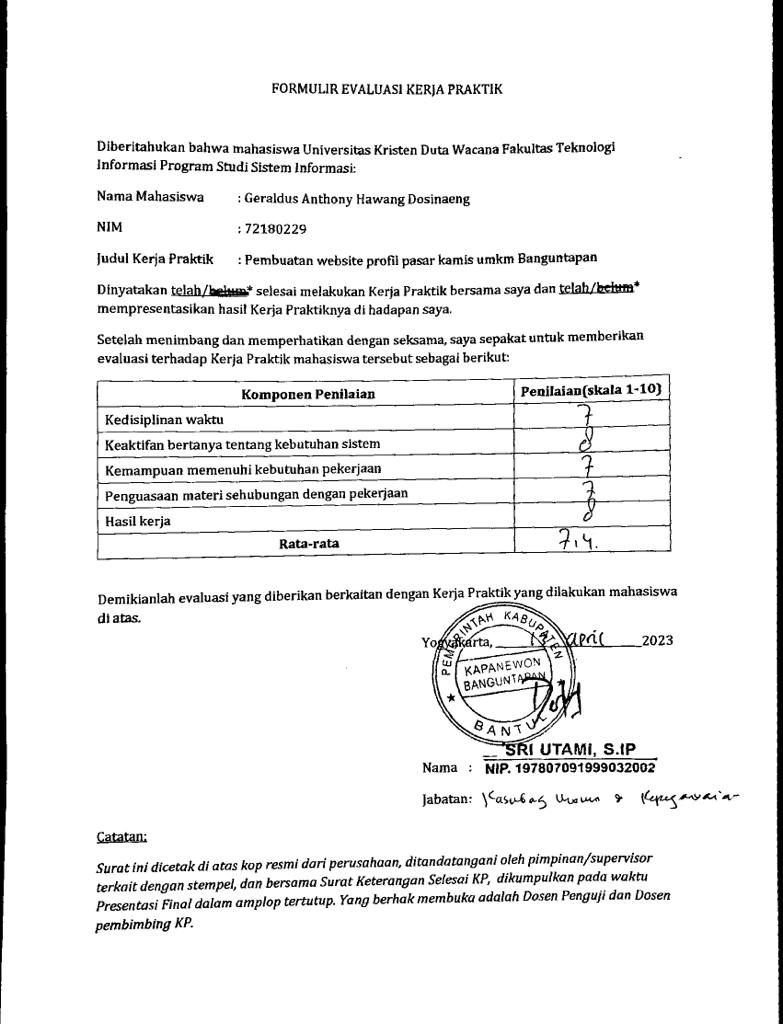 FORMULIR EVALUASI KERJA PRAKTIK
Diberitahukan bahwa mahasiswa Universitas Kristen Duta Wacana Fakultas Teknologi
Informasi Program Studi Sistem Informasi:
Nama Mahasiswa : Geraldus Anthony Hawang Dosinaeng
NIM : 72180229
Judul Kerja Praktik : Pembuatan website profil pasar kamis umkm Banguntapan
Dinyatakan telah/belum* selesai melakukan Kerja Praktik bersama saya dan telah/belum*
mempresentasikan hasil Kerja Praktiknya di hadapan saya.
Setelah menimbang dan memperhatikan dengan seksama, saya sepakat untuk memberikan
evaluasi terhadap Kerja Praktik mahasiswa tersebut sebagai berikut:
Komponen Penilaian Penilaian(skala 1-10)
Kedisiplinan waktu 7
Keaktifan bertanya tentang kebutuhan sistem 8
Kemampuan memenuhi kebutuhan pekerjaan 7
Penguasaan materi sehubungan dengan pekerjaan 7
Hasil kerja 8
Rata-rata 7,4.
Demikianlah evaluasi yang diberikan berkaitan dengan Kerja Praktik yang dilakukan mahasiswa
di atas.
Yogyakarta, April 2023
PEMERINTAH KABUPATEN
KAPANEWON
BANGUNTAPAN
BANTUL
SRI UTAMI, S.IP
Nama : NIP. 197807091999032002
Jabatan: Kasubag Umum & Kepegawaian
Catatan:
Surat ini dicetak di atas kop resmi dari perusahaan, ditandatangani oleh pimpinan/supervisor
terkait dengan stempel, dan bersama Surat Keterangan Selesai KP, dikumpulkan pada waktu
Presentasi Final dalam amplop tertutup. Yang berhak membuka adalah Dosen Penguji dan Dosen
pembimbing KP.